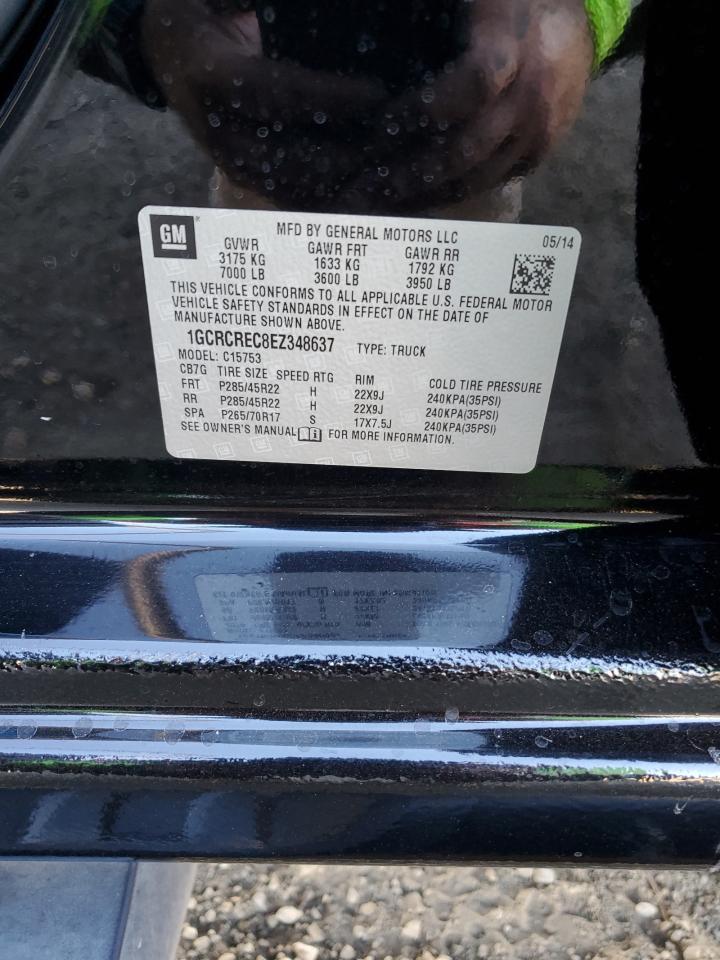 GM
MFD BY GENERAL MOTORS LLC
05/14
GVWR GAWR FRT GAWR RR
3175 KG 1633 KG 1792 KG
7000 LB 3600 LB 3950 LB
THIS VEHICLE CONFORMS TO ALL APPLICABLE U.S. FEDERAL MOTOR
VEHICLE SAFETY STANDARDS IN EFFECT ON THE DATE OF
MANUFACTURE SHOWN ABOVE.
1GCRCREC8EZ348637 TYPE: TRUCK
MODEL: C15753
CB7G TIRE SIZE SPEED RTG RIM COLD TIRE PRESSURE
FRT P285/45R22 H 22X9J 240KPA(35PSI)
RR P285/45R22 H 22X9J 240KPA(35PSI)
SPA P265/70R17 S 17X7.5J 240KPA(35PSI)
SEE OWNER'S MANUAL FOR MORE INFORMATION.